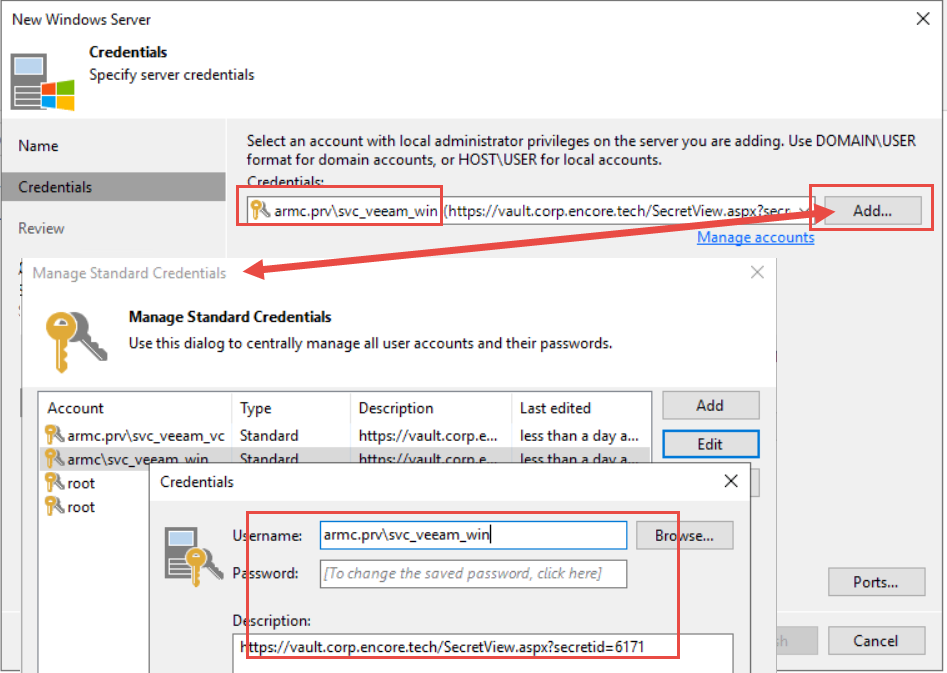 New Windows Server
Credentials
Specify server credentials
Name
Credentials
Review
Select an account with local administrator privileges on the server you are adding. Use DOMAIN\USER
format for domain accounts, or HOST\USER for local accounts.
Credentials:
armc.prv\svc_veeam_win (https://vault.corp.encore.tech/SecretView.aspx?secr
Add...
Manage accounts
Manage Standard Credentials
Manage Standard Credentials
Use this dialog to centrally manage all user accounts and their passwords.
Account Type Description Last edited
armc.prv\svc_veeam_vc Standard https://vault.corp.e... less than a day a...
armc\svc_veeam_win Standard https://vault.corp.e... less than a day a...
root
root
Add
Edit
Credentials
Username: armc.prv\svc_veeam_win
Browse...
Password: [To change the saved password, click here]
Description:
https://vault.corp.encore.tech/SecretView.aspx?secretid=6171
Ports...
Cancel